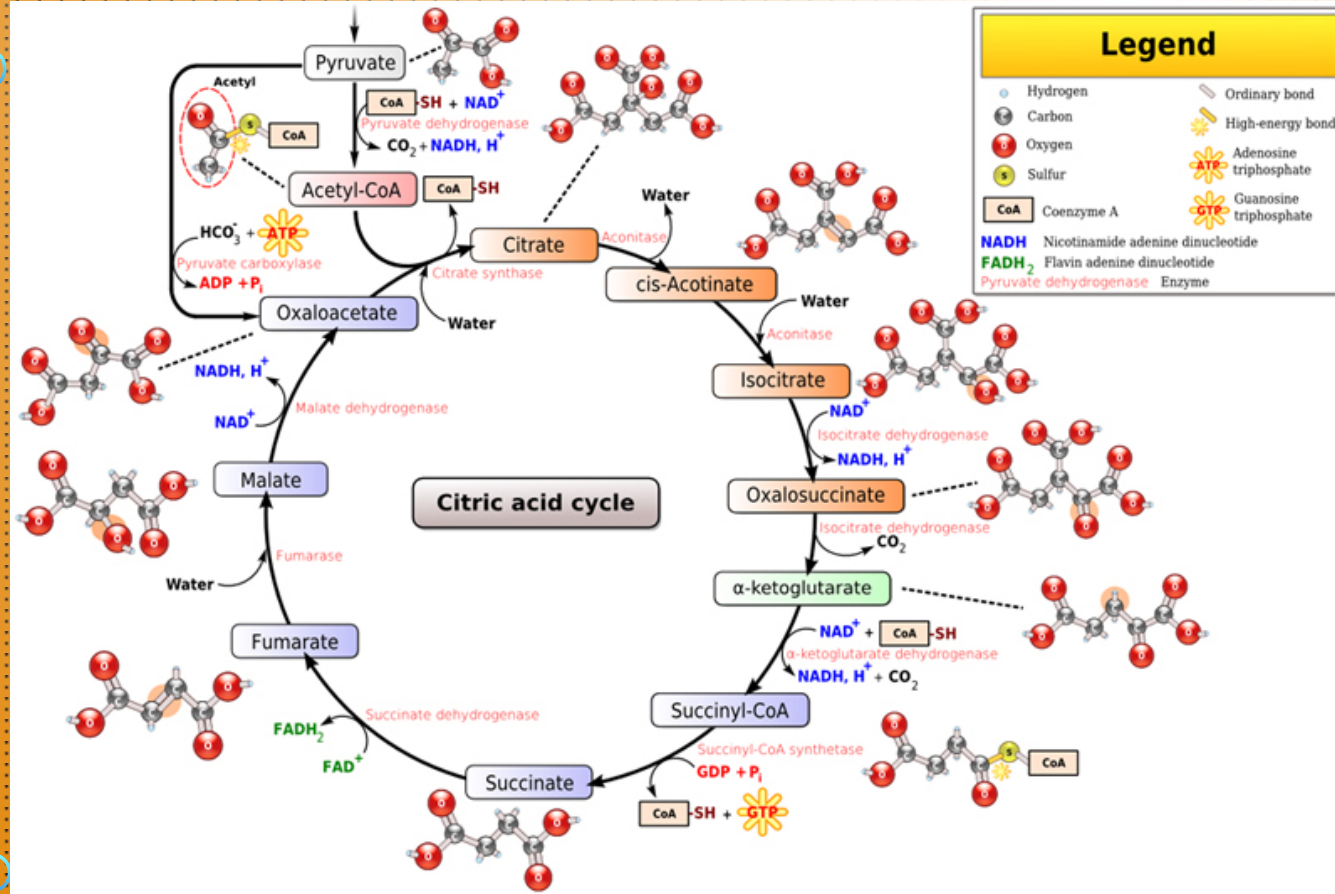 Pyruvate
Acetyl
CoA
CoA -SH + NAD+
Pyruvate dehydrogenase
CO2 + NADH, H+
Acetyl-CoA
CoA -SH
HCO3- + ATP
Pyruvate carboxylase
ADP + Pi
Oxaloacetate
Citrate synthase
Water
Citrate
Aconitase
Water
cis-Acotinate
Water
Aconitase
Isocitrate
NAD+
Isocitrate dehydrogenase
NADH, H+
Oxalosuccinate
Isocitrate dehydrogenase
CO2
α-ketoglutarate
NAD+ + CoA -SH
α-ketoglutarate dehydrogenase
NADH, H+ + CO2
Succinyl-CoA
Succinyl-CoA synthetase
GDP + Pi
CoA -SH + GTP
S CoA
Succinate
Succinate dehydrogenase
FADH2
FAD+
Fumarate
Fumarase
Water
Malate
Malate dehydrogenase
NADH, H+
NAD+
Citric acid cycle
Legend
Hydrogen
C Carbon
O Oxygen
S Sulfur
CoA Coenzyme A
Ordinary bond
High-energy bond
ATP Adenosine
triphosphate
GTP Guanosine
triphosphate
NADH Nicotinamide adenine dinucleotide
FADH2 Flavin adenine dinucleotide
Pyruvate dehydrogenase Enzyme